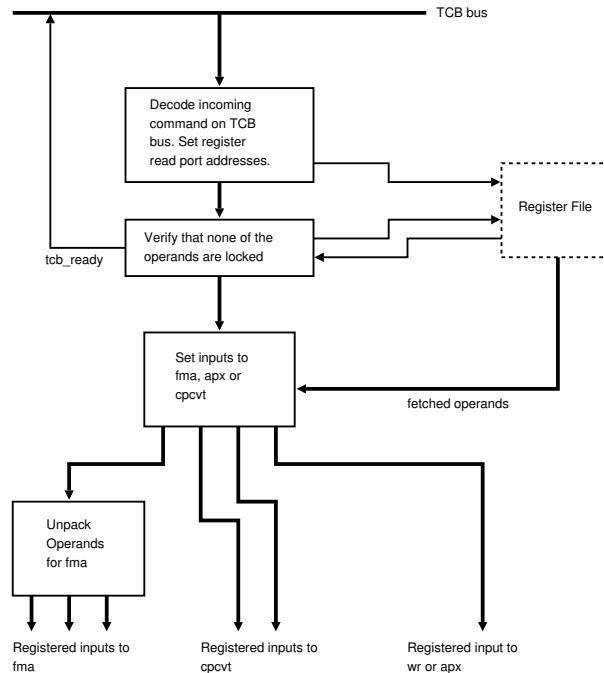 TCB bus
Decode incoming
command on TCB
bus. Set register
read port addresses.
Register File
Verify that none of the
operands are locked
tcb_ready
Set inputs to
fma, apx or
cpcvt
fetched operands
Unpack
Operands
for fma
Registered inputs to
fma
Registered inputs to
cpcvt
Registered input to
wr or apx